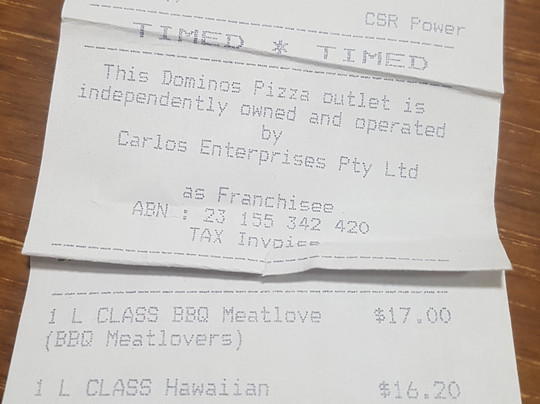 CSR Power
TIMED * TIMED
This Dominos Pizza outlet is
independently owned and operated
by
Carlos Enterprises Pty Ltd
as Franchisee
ABN : 23 155 342 420
TAX Invoice
1 L CLASS BBQ Meatlove $17.00
(BBQ Meatlovers)
1 L CLASS Hawaiian $16.20